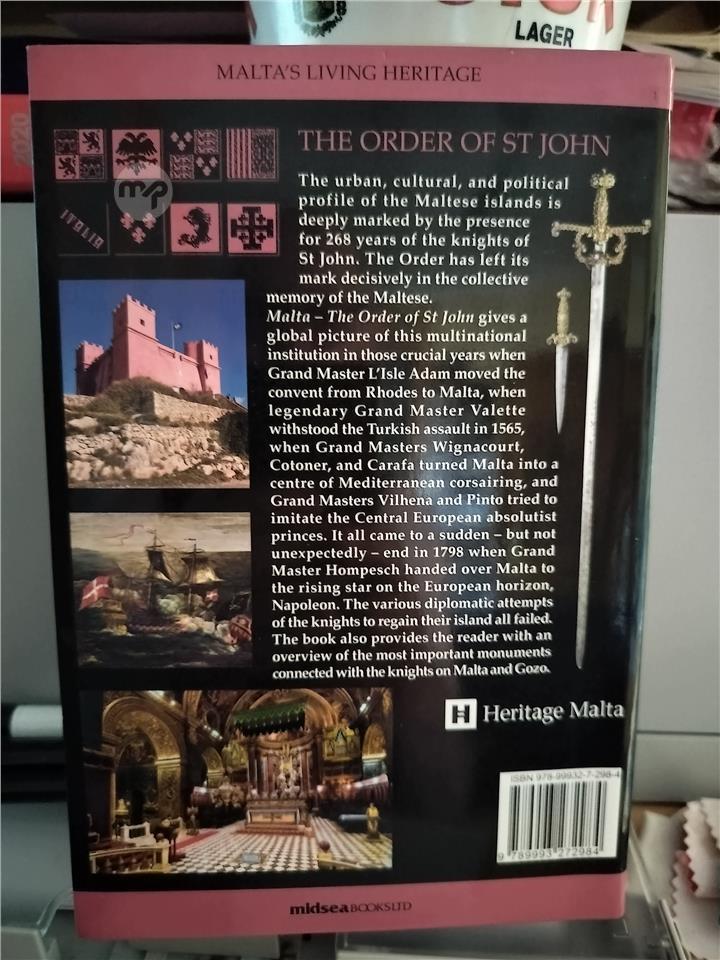 LAGER
2020
MALTA'S LIVING HERITAGE
THE ORDER OF ST JOHN
mp
ITALIA
The urban, cultural, and political
profile of the Maltese islands is
deeply marked by the presence
for 268 years of the knights of
St John. The Order has left its
mark decisively in the collective
memory of the Maltese.
Malta – The Order of St John gives a
global picture of this multinational
institution in those crucial years when
Grand Master L'Isle Adam moved the
convent from Rhodes to Malta, when
legendary Grand Master Valette
withstood the Turkish assault in 1565,
when Grand Masters Wignacourt,
Cotoner, and Carafa turned Malta into a
centre of Mediterranean corsairing, and
Grand Masters Vilhena and Pinto tried to
imitate the Central European absolutist
princes. It all came to a sudden – but not
unexpectedly – end in 1798 when Grand
Master Hompesch handed over Malta to
the rising star on the European horizon,
Napoleon. The various diplomatic attempts
of the knights to regain their island all failed.
The book also provides the reader with an
overview of the most important monuments
connected with the knights on Malta and Gozo.
Heritage Malta
ISBN 978-99932-7-298-4
9 789993 272984
midsea BOOKS LTD